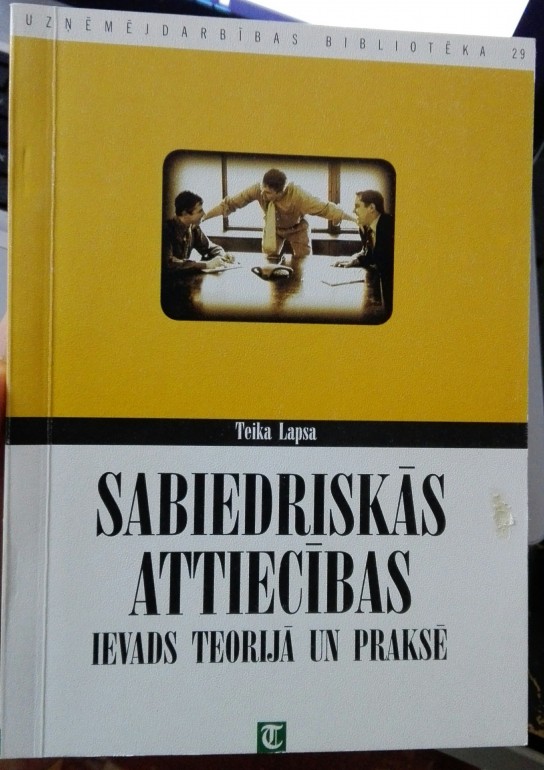 UZŅĒMĒJDARBĪBAS BIBLIOTĒKA 29
Teika Lapsa
SABIEDRISKĀS
ATTIECĪBAS
IEVADS TEORIJĀ UN PRAKSĒ
T